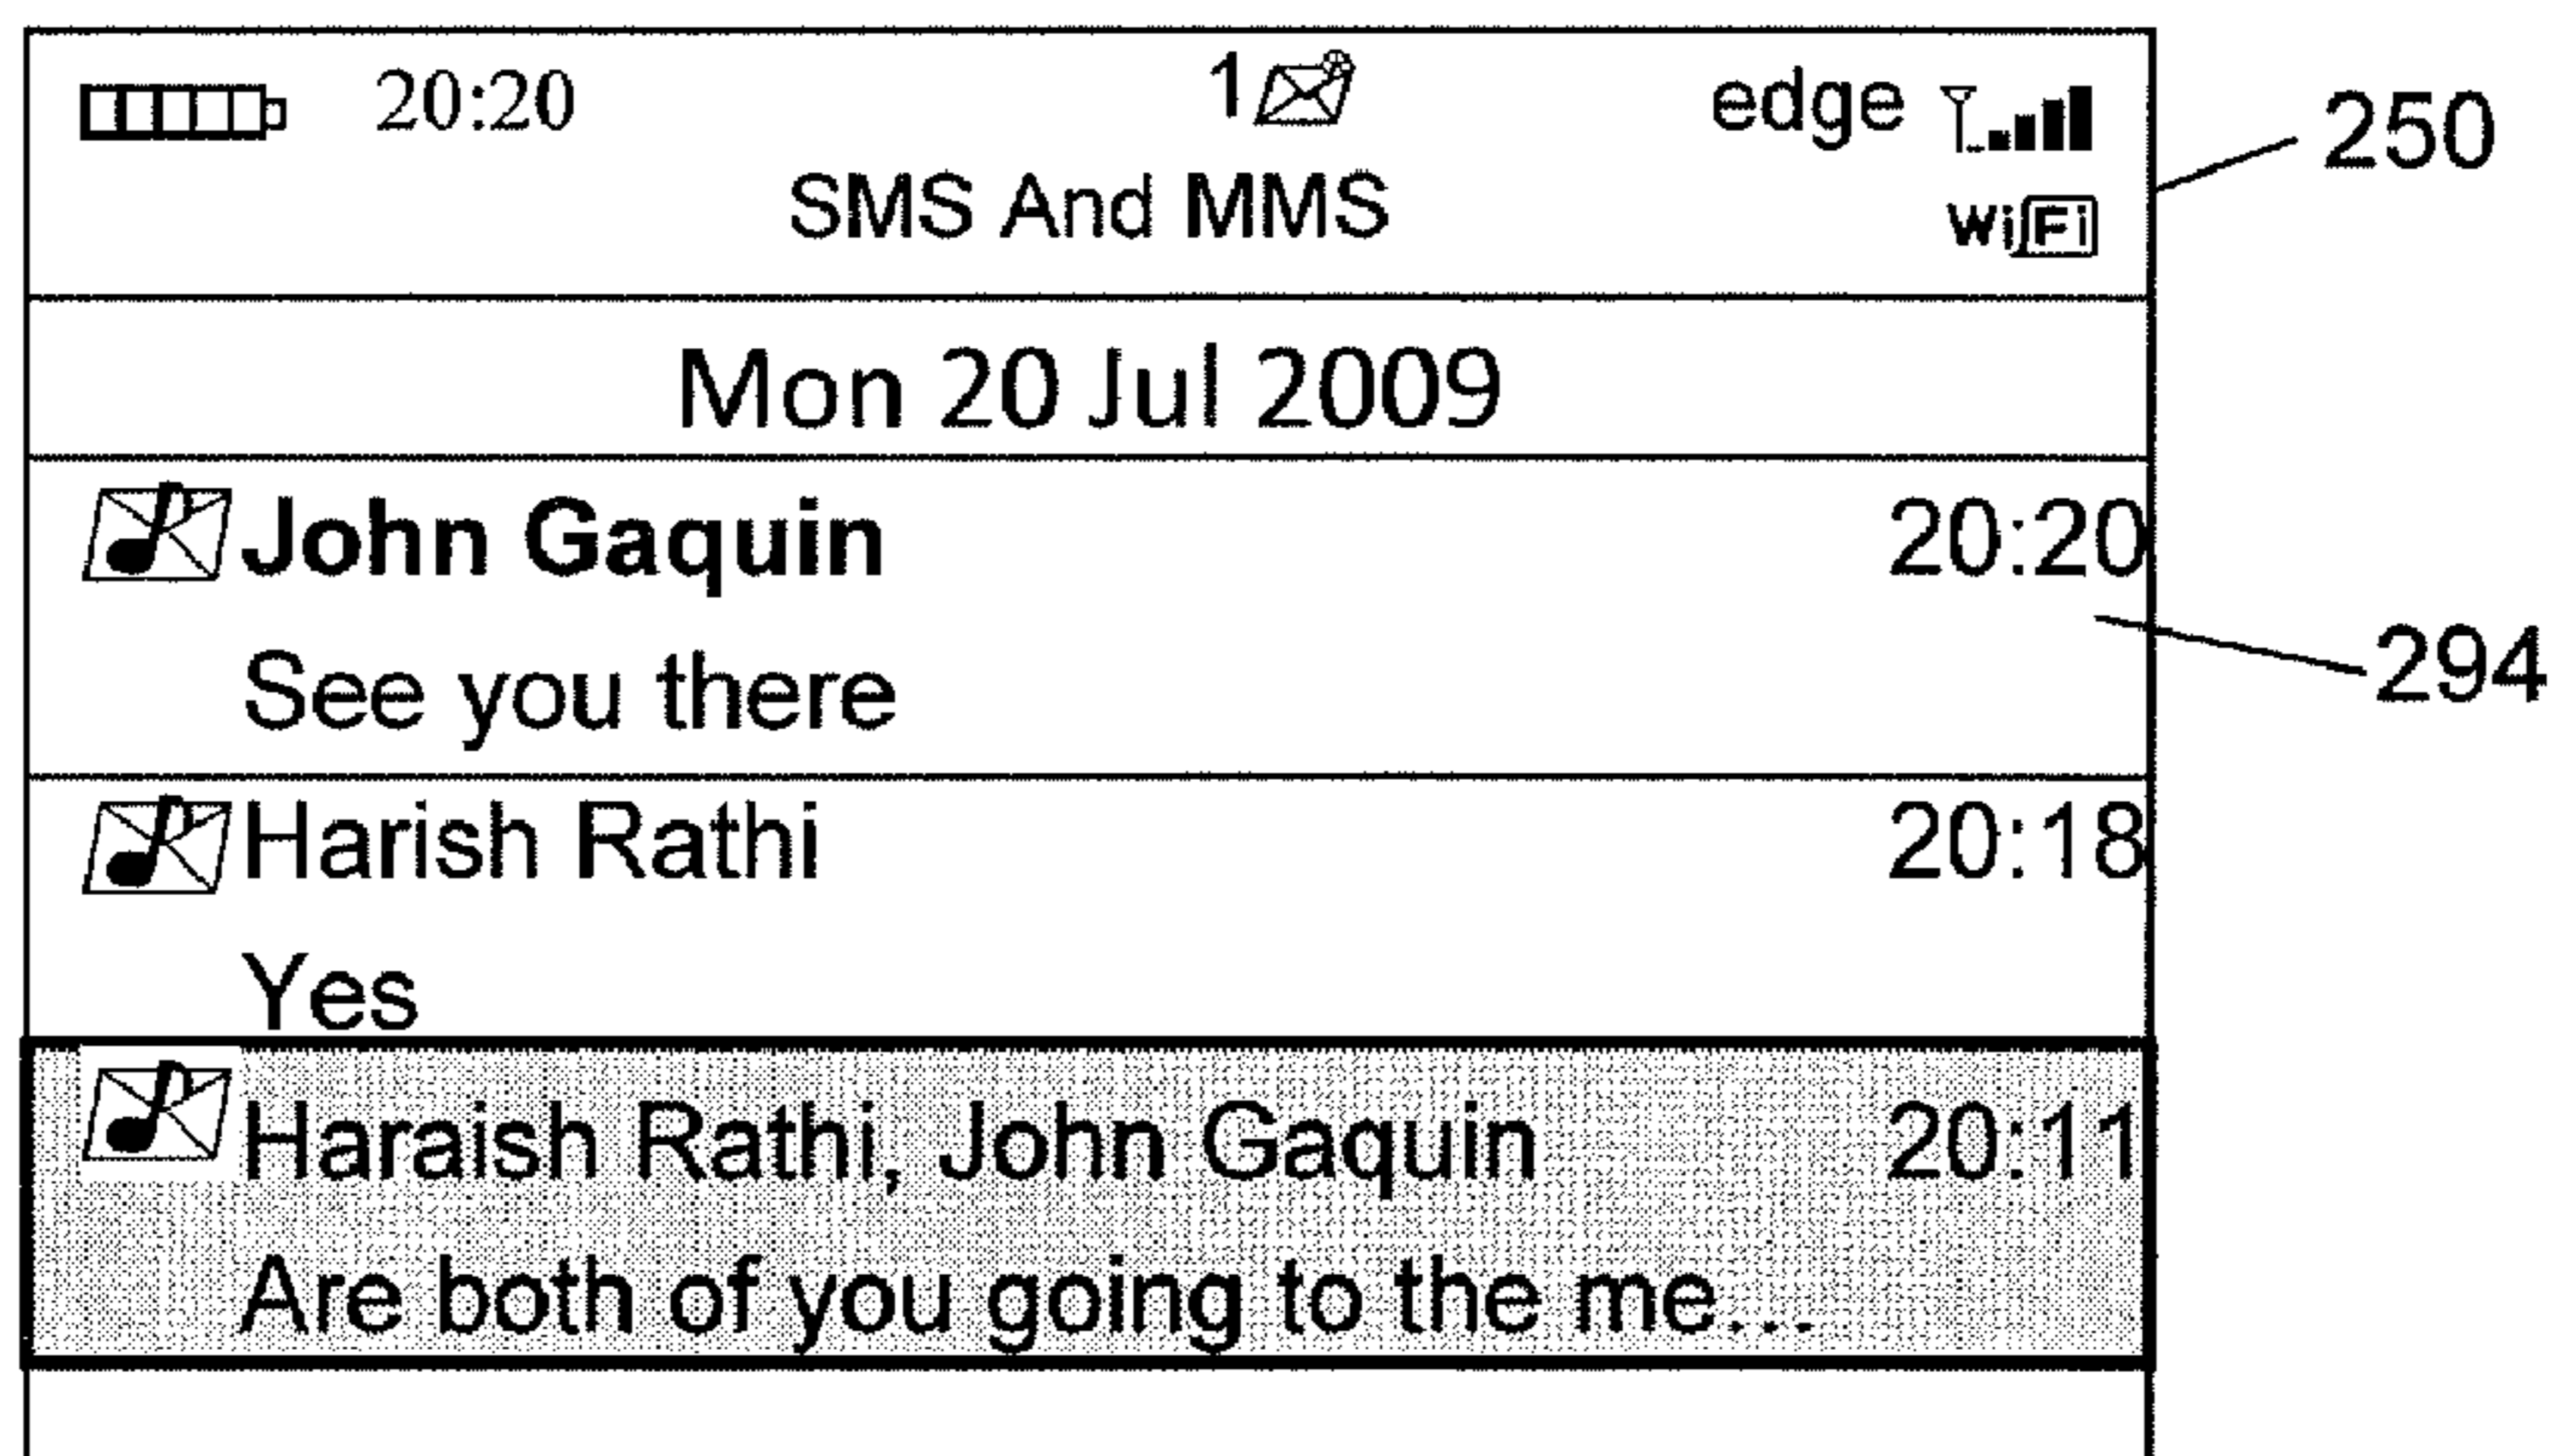 20:20 1 edge
250
SMS And MMS WiFi
Mon 20 Jul 2009
John Gaquin 20:20
See you there
294
Harish Rathi 20:18
Yes
Haraish Rathi, John Gaquin 20:11
Are both of you going to the me...